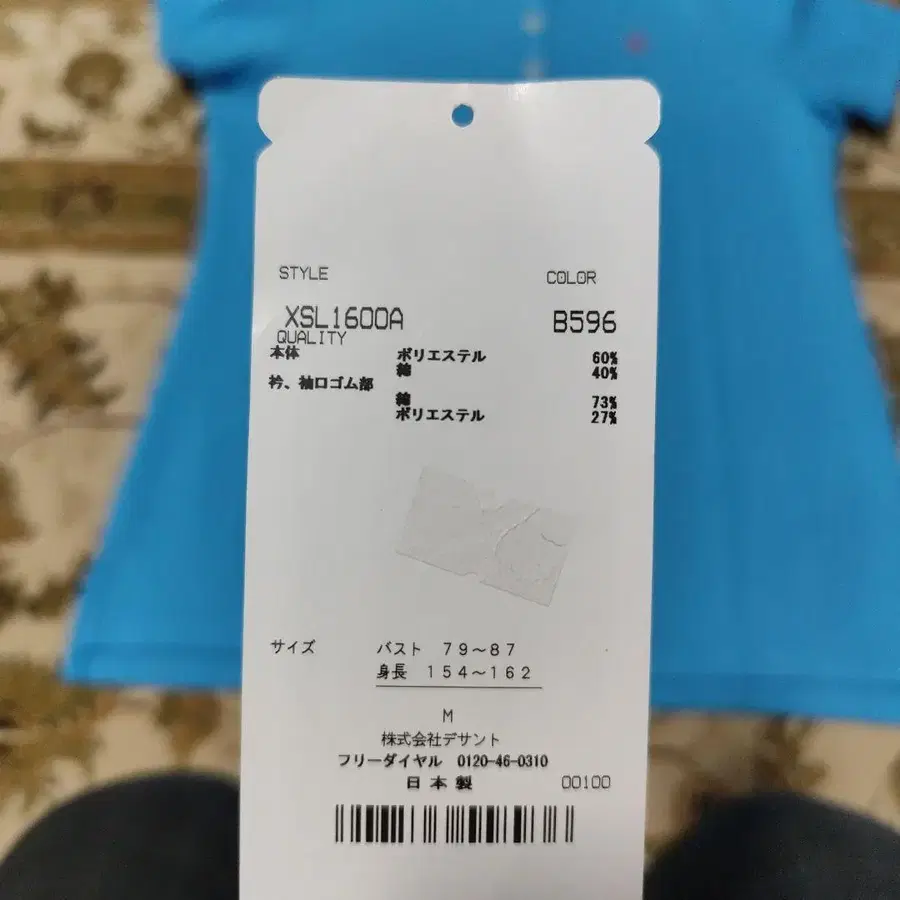 STYLE COLOR
XSL1600A B596
QUALITY
本体 ポリエステル 60%
綿 40%
衿、袖口ゴム部
綿 73%
ポリエステル 27%
サイズ バスト 79～87
身長 154～162
M
株式会社デサント
フリーダイヤル 0120-46-0310
日本製 00100